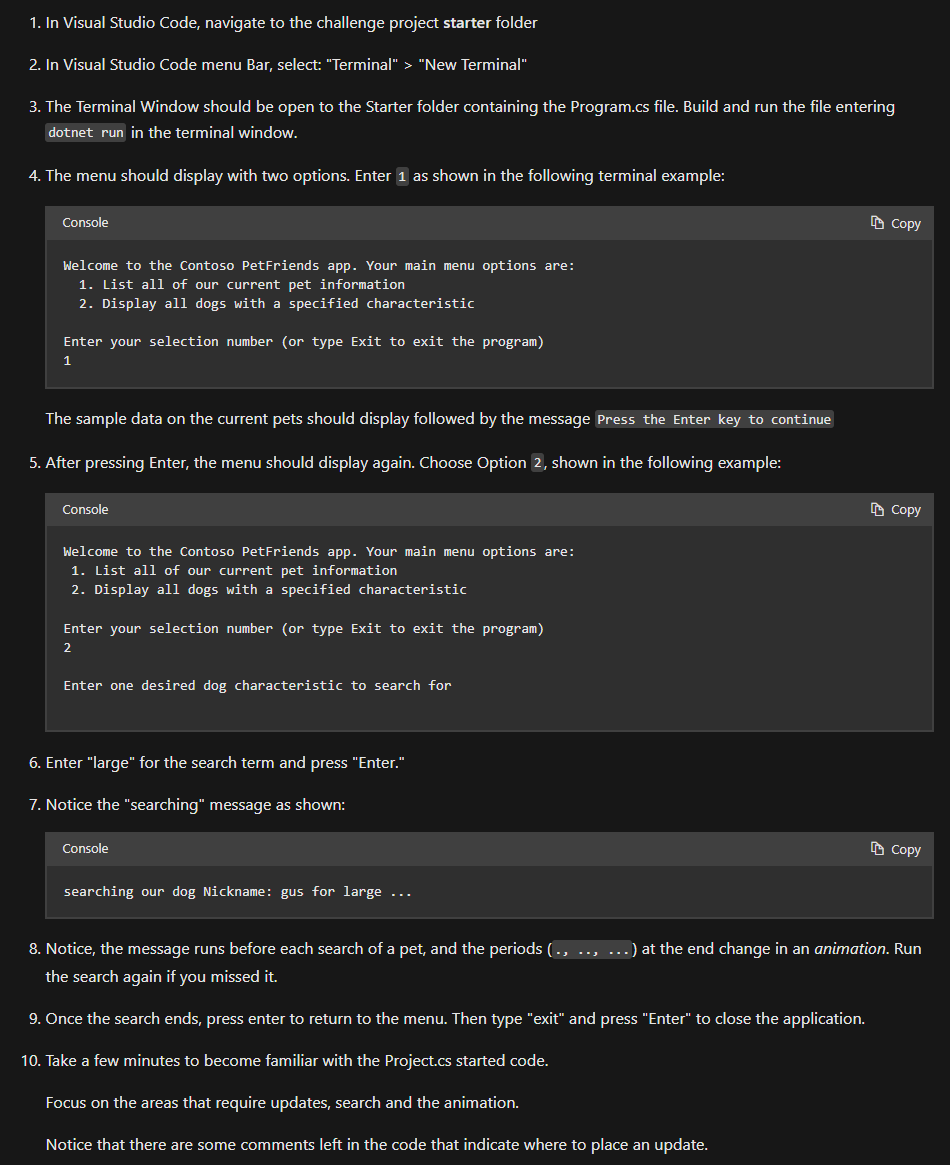 1. In Visual Studio Code, navigate to the challenge project starter folder
2. In Visual Studio Code menu Bar, select: "Terminal" > "New Terminal"
3. The Terminal Window should be open to the Starter folder containing the Program.cs file. Build and run the file entering
dotnet run in the terminal window.
4. The menu should display with two options. Enter 1 as shown in the following terminal example:
Console Copy
Welcome to the Contoso PetFriends app. Your main menu options are:
1. List all of our current pet information
2. Display all dogs with a specified characteristic
Enter your selection number (or type Exit to exit the program)
1
The sample data on the current pets should display followed by the message Press the Enter key to continue
5. After pressing Enter, the menu should display again. Choose Option 2, shown in the following example:
Console Copy
Welcome to the Contoso PetFriends app. Your main menu options are:
1. List all of our current pet information
2. Display all dogs with a specified characteristic
Enter your selection number (or type Exit to exit the program)
2
Enter one desired dog characteristic to search for
6. Enter "large" for the search term and press "Enter."
7. Notice the "searching" message as shown:
Console Copy
searching our dog Nickname: gus for large ...
8. Notice, the message runs before each search of a pet, and the periods (., .., ...) at the end change in an animation. Run
the search again if you missed it.
9. Once the search ends, press enter to return to the menu. Then type "exit" and press "Enter" to close the application.
10. Take a few minutes to become familiar with the Project.cs started code.
Focus on the areas that require updates, search and the animation.
Notice that there are some comments left in the code that indicate where to place an update.